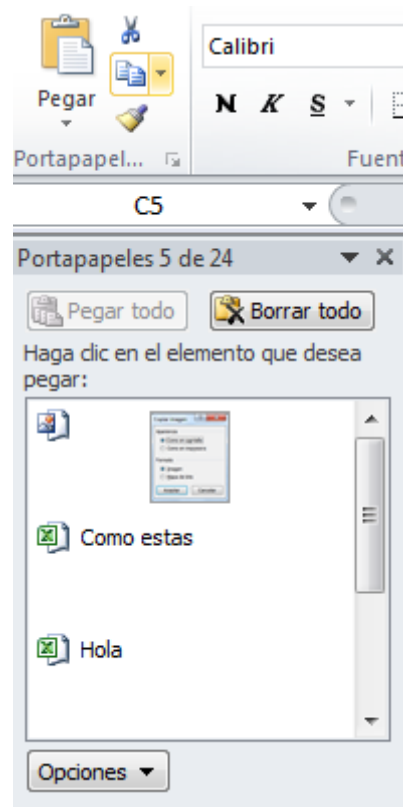 Calibri
Pegar
N K S
Portapapel... Fuent
C5
Portapapeles 5 de 24
Pegar todo Borrar todo
Haga clic en el elemento que desea
pegar:
Como estas
Hola
Opciones